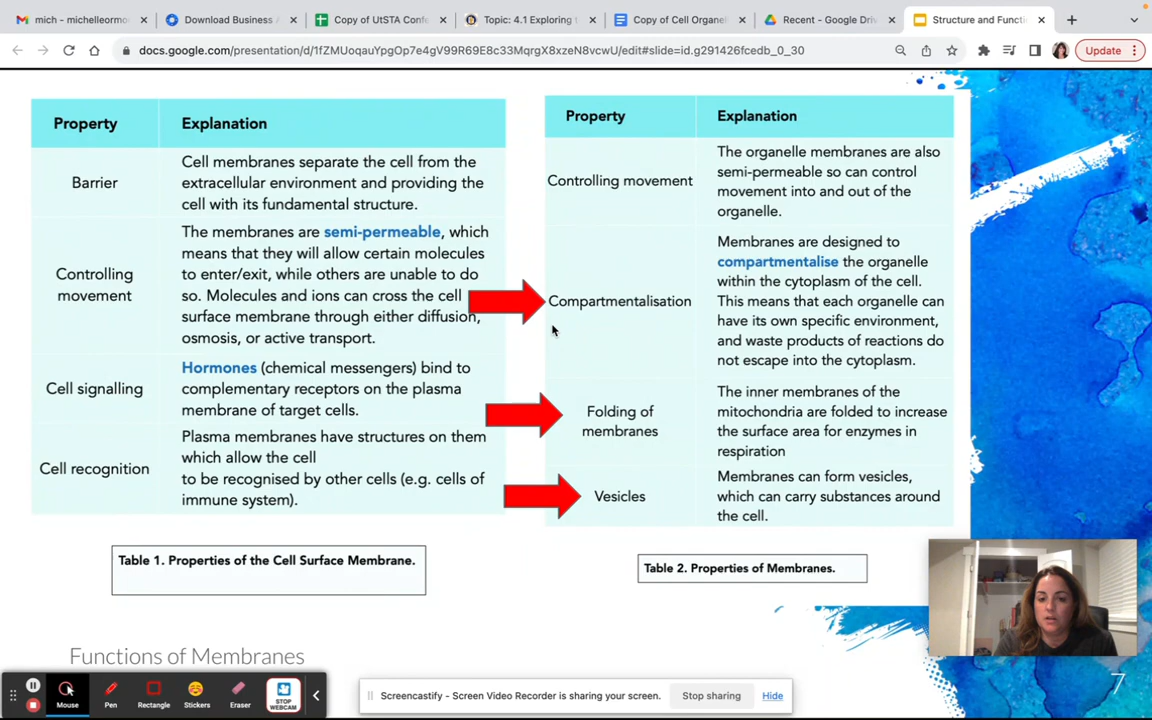 mich - michelleormo
Download Business A
Copy of UtSTA Confe
Topic: 4.1 Exploring t
Copy of Cell Organel
Recent - Google Driv
Structure and Functi
docs.google.com/presentation/d/1fZMUoqauYpgOp7e4gV99R69E8c33MqrgX8xzeN8vcwU/edit#slide=id.g291426fcedb_0_30
Update
Property Explanation
Barrier
Cell membranes separate the cell from the
extracellular environment and providing the
cell with its fundamental structure.
Controlling
movement
The membranes are semi-permeable, which
means that they will allow certain molecules
to enter/exit, while others are unable to do
so. Molecules and ions can cross the cell
surface membrane through either diffusion,
osmosis, or active transport.
Cell signalling
Hormones (chemical messengers) bind to
complementary receptors on the plasma
membrane of target cells.
Cell recognition
Plasma membranes have structures on them
which allow the cell
to be recognised by other cells (e.g. cells of
immune system).
Table 1. Properties of the Cell Surface Membrane.
Property Explanation
Controlling movement
The organelle membranes are also
semi-permeable so can control
movement into and out of the
organelle.
Compartmentalisation
Membranes are designed to
compartmentalise the organelle
within the cytoplasm of the cell.
This means that each organelle can
have its own specific environment,
and waste products of reactions do
not escape into the cytoplasm.
Folding of
membranes
The inner membranes of the
mitochondria are folded to increase
the surface area for enzymes in
respiration
Vesicles
Membranes can form vesicles,
which can carry substances around
the cell.
Table 2. Properties of Membranes.
Functions of Membranes
7
Mouse
Pen
Rectangle
Stickers
Eraser
STOP
WEBCAM
Screencastify - Screen Video Recorder is sharing your screen.
Stop sharing
Hide